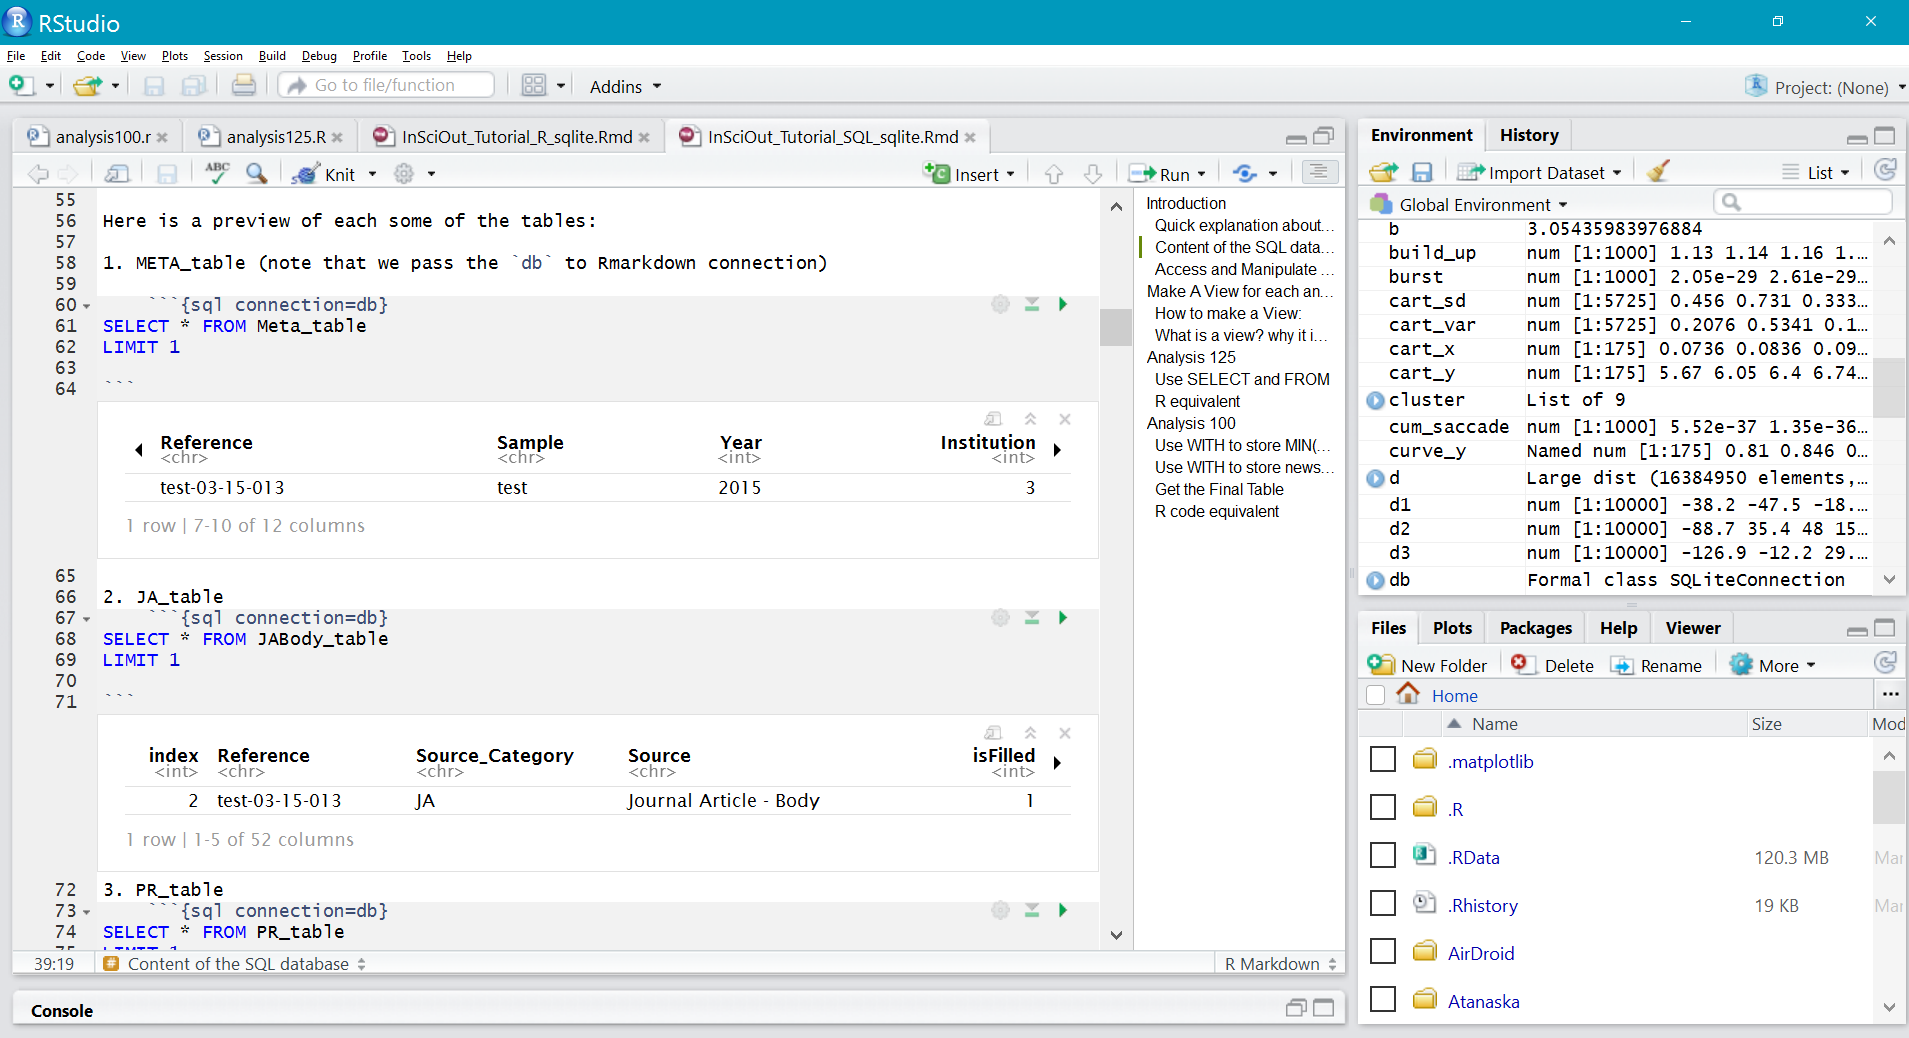 RStudio
File Edit Code View Plots Session Build Debug Profile Tools Help
Go to file/function Addins Project: (None)
analysis100.r analysis125.R InSciOut_Tutorial_R_sqlite.Rmd InSciOut_Tutorial_SQL_sqlite.Rmd
ABC Knit Insert Run
55
56 Here is a preview of each some of the tables:
57
58 1. META_table (note that we pass the `db` to Rmarkdown connection)
59
60 ```{sql connection=db}
61 SELECT * FROM Meta_table
62 LIMIT 1
63
64 ```
Reference Sample Year Institution
<chr> <chr> <int> <int>
test-03-15-013 test 2015 3
1 row | 7-10 of 12 columns
65
66 2. JA_table
67 ```{sql connection=db}
68 SELECT * FROM JABody_table
69 LIMIT 1
70
71 ```
index Reference Source_Category Source isFilled
<int> <chr> <chr> <chr> <int>
2 test-03-15-013 JA Journal Article - Body 1
1 row | 1-5 of 52 columns
72 3. PR_table
73 ```{sql connection=db}
74 SELECT * FROM PR_table
75 LIMIT 1
39:19 Content of the SQL database R Markdown
Console
Introduction
Quick explanation about...
Content of the SQL data...
Access and Manipulate ...
Make A View for each an...
How to make a View:
What is a view? why it i...
Analysis 125
Use SELECT and FROM
R equivalent
Analysis 100
Use WITH to store MIN(...
Use WITH to store news...
Get the Final Table
R code equivalent
Environment History
Import Dataset List
Global Environment
b 3.05435983976884
build_up num [1:1000] 1.13 1.14 1.16 1....
burst num [1:1000] 2.05e-29 2.61e-29...
cart_sd num [1:5725] 0.456 0.731 0.333...
cart_var num [1:5725] 0.2076 0.5341 0.1...
cart_x num [1:175] 0.0736 0.0836 0.09...
cart_y num [1:175] 5.67 6.05 6.4 6.74...
cluster List of 9
cum_saccade num [1:1000] 5.52e-37 1.35e-36...
curve_y Named num [1:175] 0.81 0.846 0...
d Large dist (16384950 elements,...
d1 num [1:10000] -38.2 -47.5 -18....
d2 num [1:10000] -88.7 35.4 48 15...
d3 num [1:10000] -126.9 -12.2 29....
db Formal class SQLiteConnection
Files Plots Packages Help Viewer
New Folder Delete Rename More
Home ...
Name Size Mod
.matplotlib
.R
.RData 120.3 MB Mar
.Rhistory 19 KB Mar
AirDroid
Atanaska